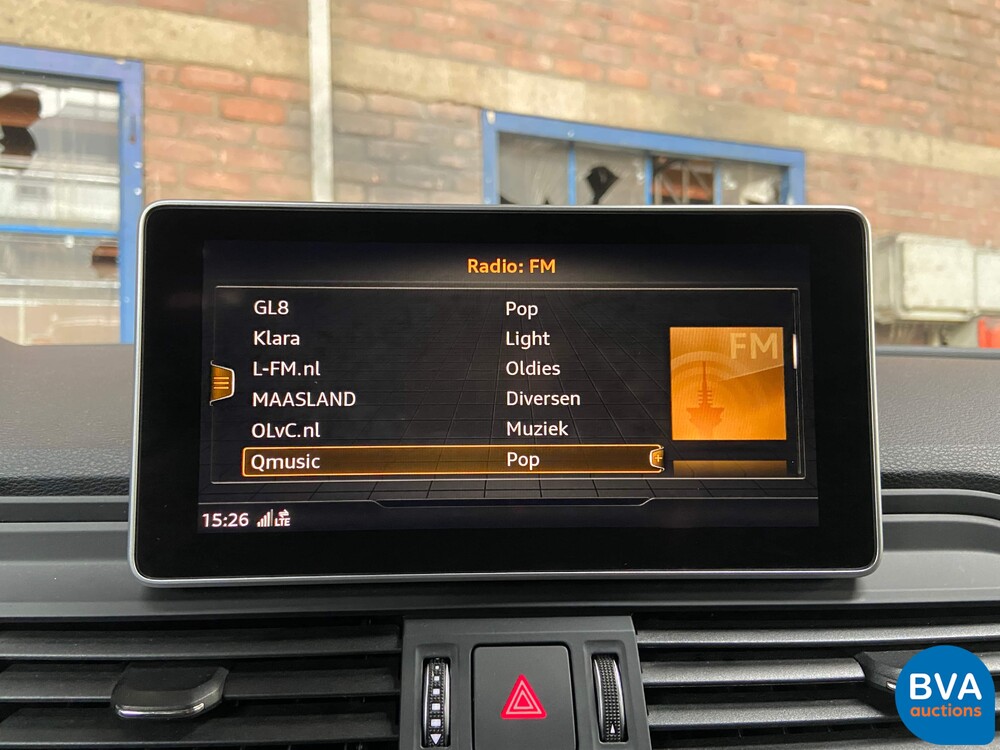 Radio: FM
GL8 Pop
Klara Light
L-FM.nl Oldies
MAASLAND Diversen
OLvC.nl Muziek
Qmusic Pop
FM
15:26 LTE
BVA
auctions